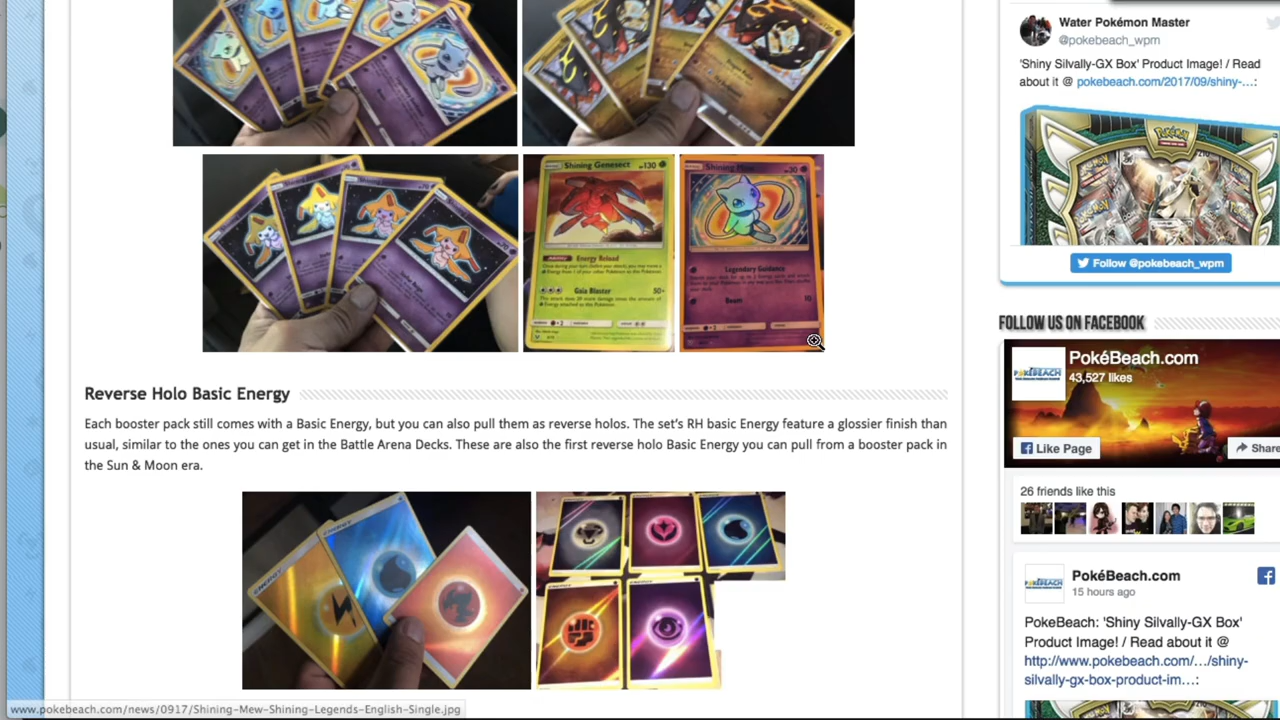 Shining Genesect
130
Energy Reload
Gaia Blaster 50+
30
Legendary Guidance
Beam 10
Reverse Holo Basic Energy
Each booster pack still comes with a Basic Energy, but you can also pull them as reverse holos. The set's RH basic Energy feature a glossier finish than
usual, similar to the ones you can get in the Battle Arena Decks. These are also the first reverse holo Basic Energy you can pull from a booster pack in
the Sun & Moon era.
www.pokebeach.com/news/0917/Shining-Mew-Shining-Legends-English-Single.jpg
Water Pokémon Master
@pokebeach_wpm
'Shiny Silvally-GX Box' Product Image! / Read
about it @ pokebeach.com/2017/09/shiny-...:
Follow @pokebeach_wpm
FOLLOW US ON FACEBOOK
PokéBeach.com
43,527 likes
Like Page
Share
26 friends like this
PokéBeach.com
15 hours ago
PokeBeach: 'Shiny Silvally-GX Box'
Product Image! / Read about it @
http://www.pokebeach.com/.../shiny-
silvally-gx-box-product-im...: